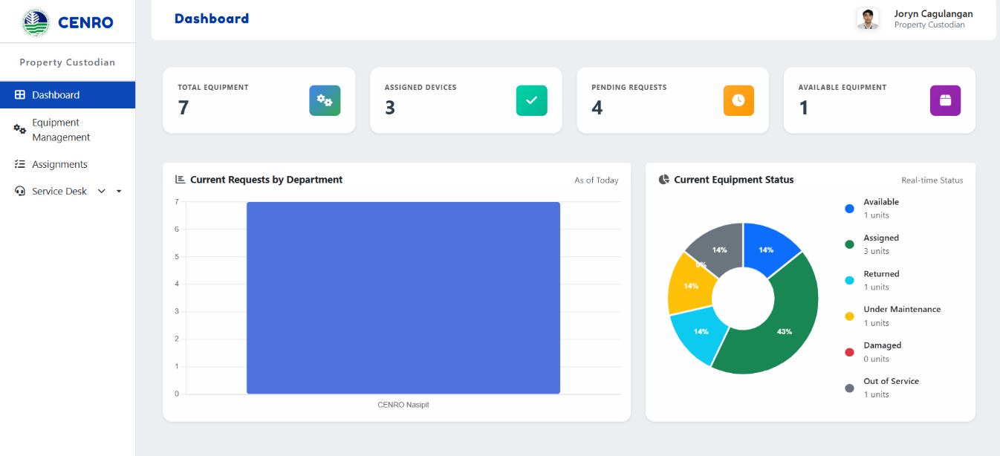 CENRO
Property Custodian
Dashboard
Equipment
Management
Assignments
Service Desk
Dashboard
Joryn Cagulangan
Property Custodian
TOTAL EQUIPMENT
7
ASSIGNED DEVICES
3
PENDING REQUESTS
4
AVAILABLE EQUIPMENT
1
Current Requests by Department
As of Today
7
6
5
4
3
2
1
0
CENRO Nasipit
Current Equipment Status
Real-time Status
14%
14%
0%
14%
14%
43%
Available
1 units
Assigned
3 units
Returned
1 units
Under Maintenance
1 units
Damaged
0 units
Out of Service
1 units